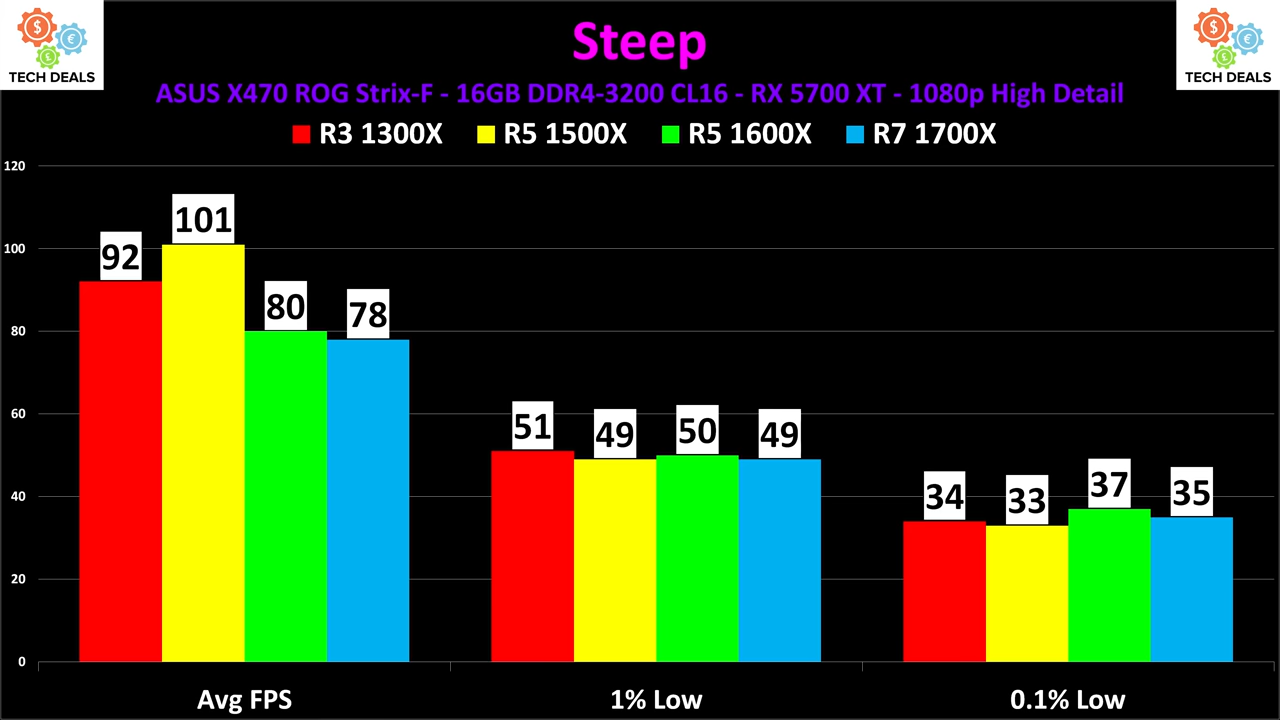 Steep
$
€
€
TECH DEALS
$
€
€
TECH DEALS
ASUS X470 ROG Strix-F - 16GB DDR4-3200 CL16 - RX 5700 XT - 1080p High Detail
R3 1300X R5 1500X R5 1600X R7 1700X
120
100
80
60
40
20
0
92 101 80 78
51 49 50 49
34 33 37 35
Avg FPS 1% Low 0.1% Low